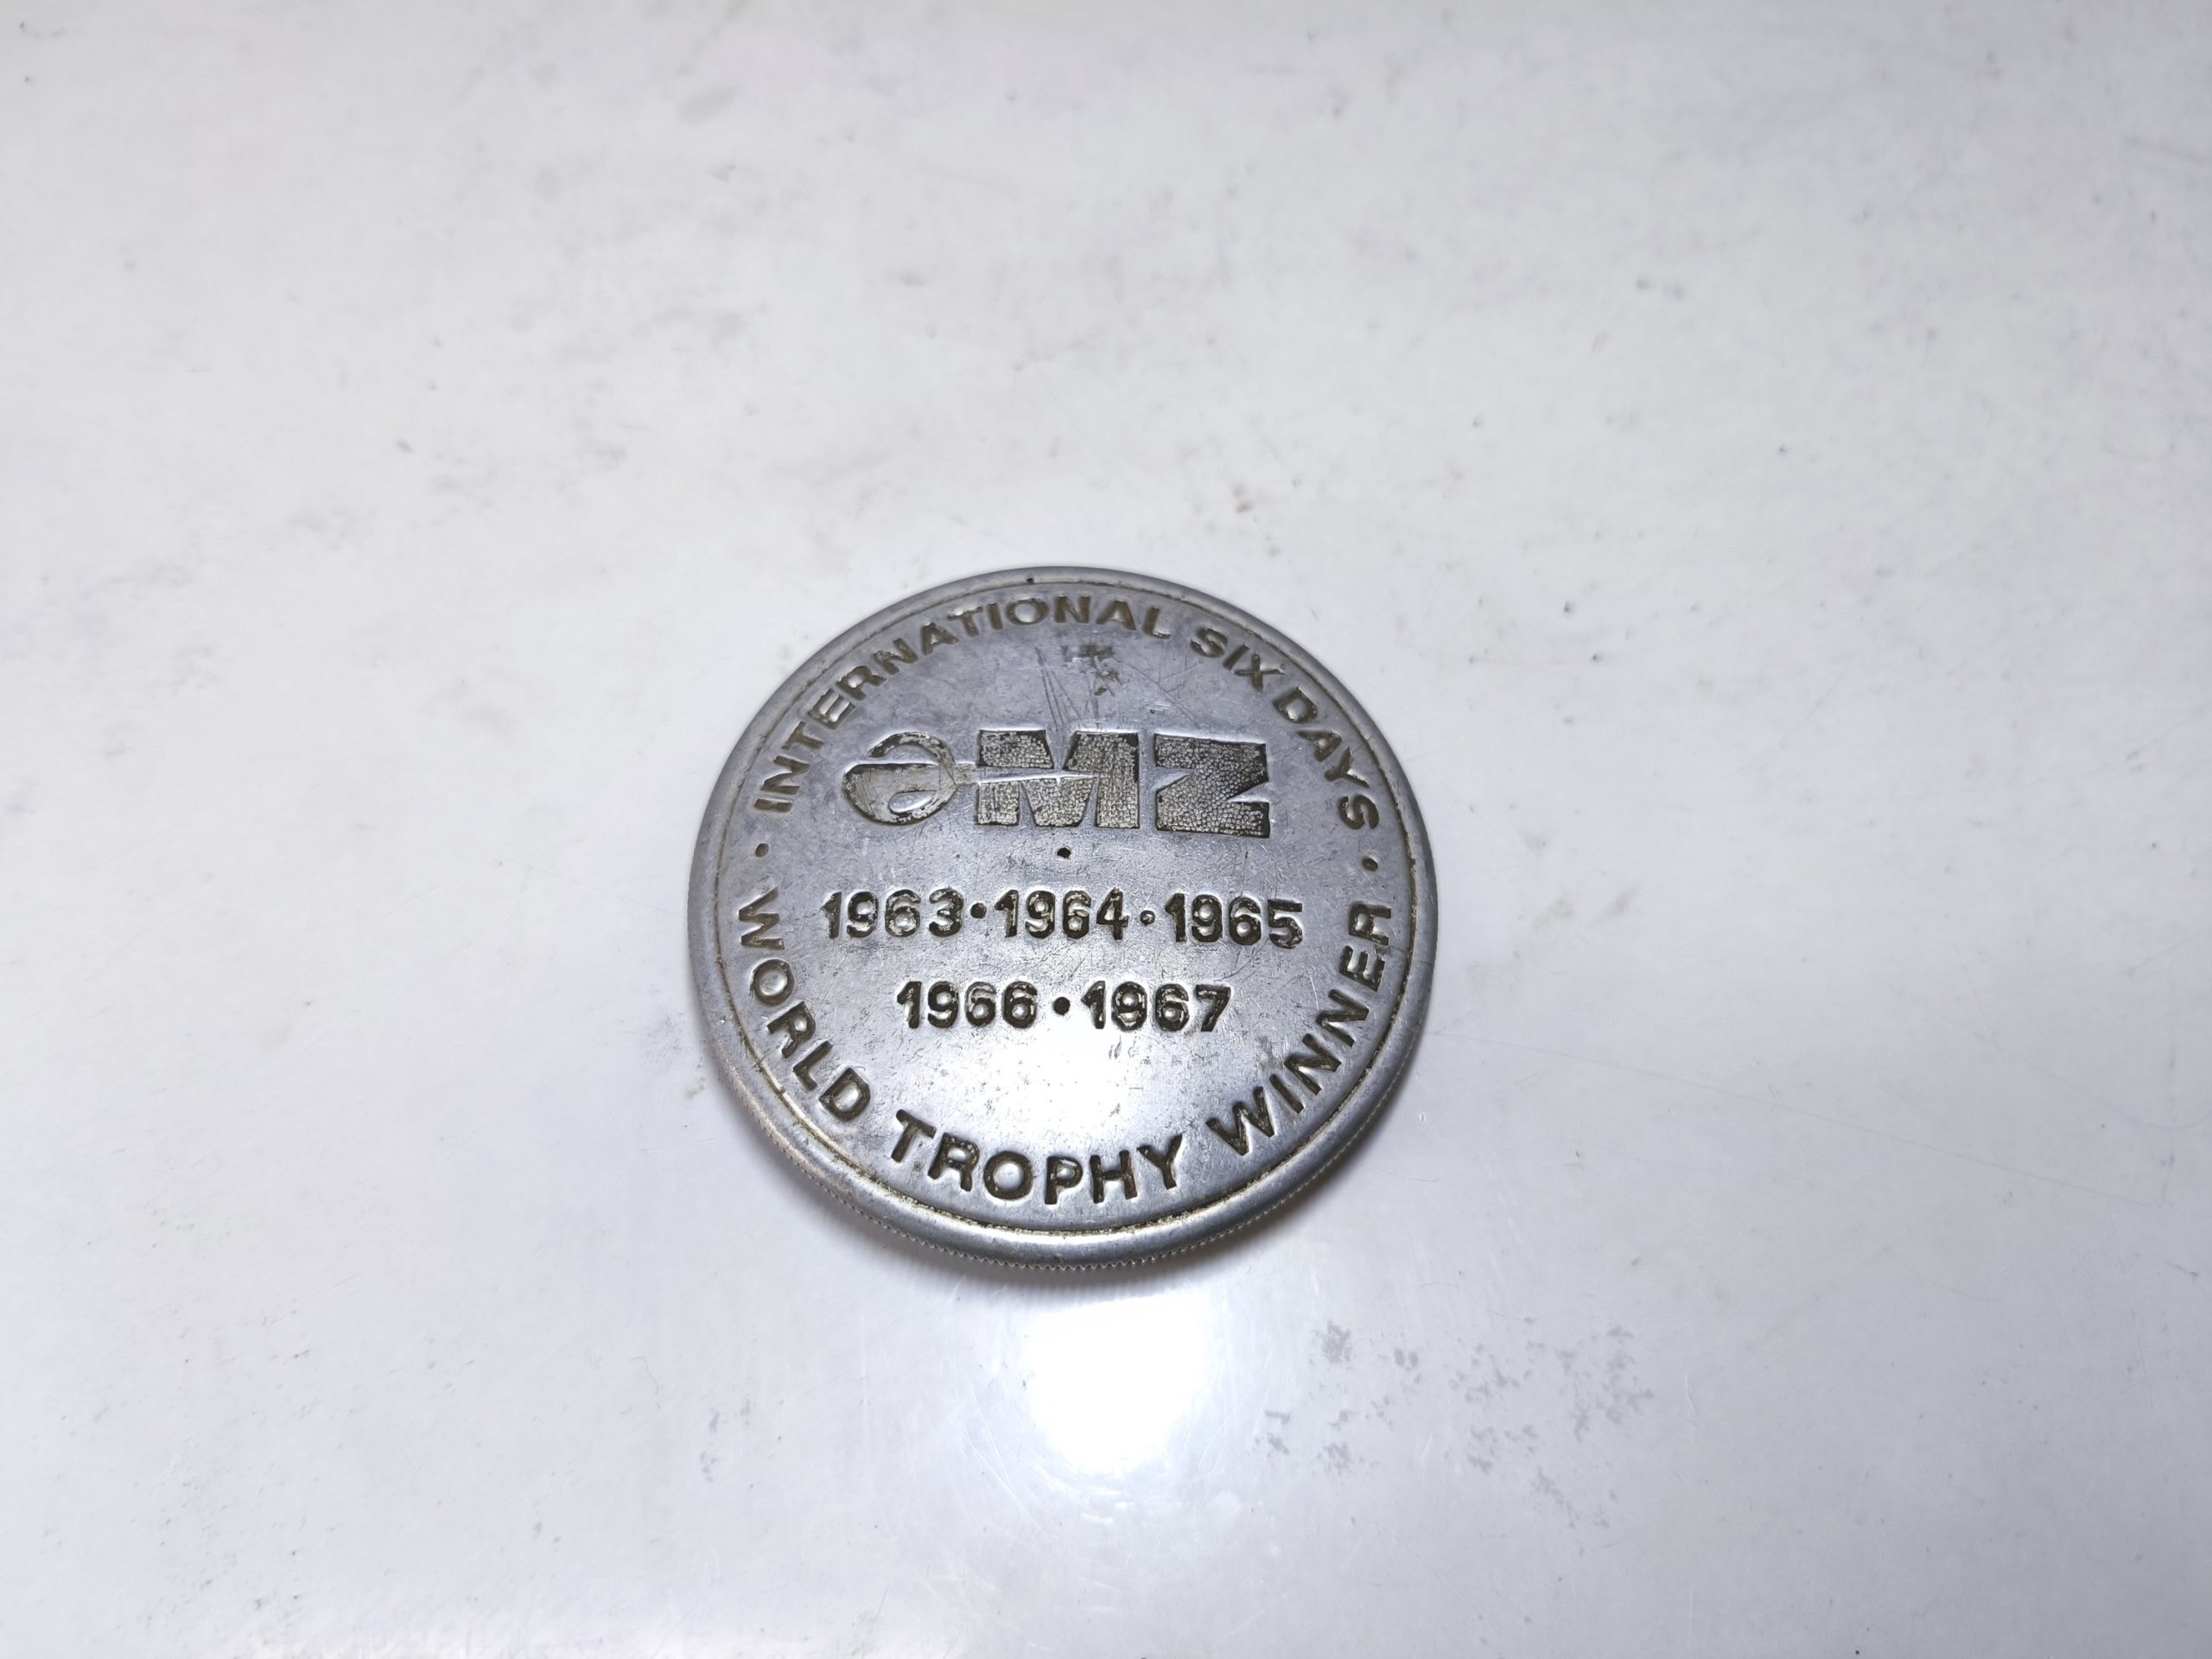 · INTERNATIONAL SIX DAYS ·
MZ
·
1963·1964·1965
1966·1967
WORLD TROPHY WINNER